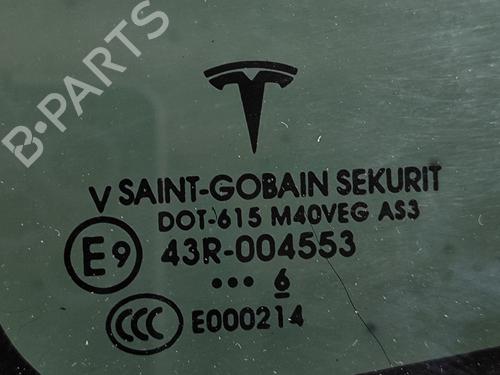 B-PARTS
V SAINT-GOBAIN SEKURIT
DOT-615 M40VEG AS3
E9 43R-004553
... 6
CCC E000214